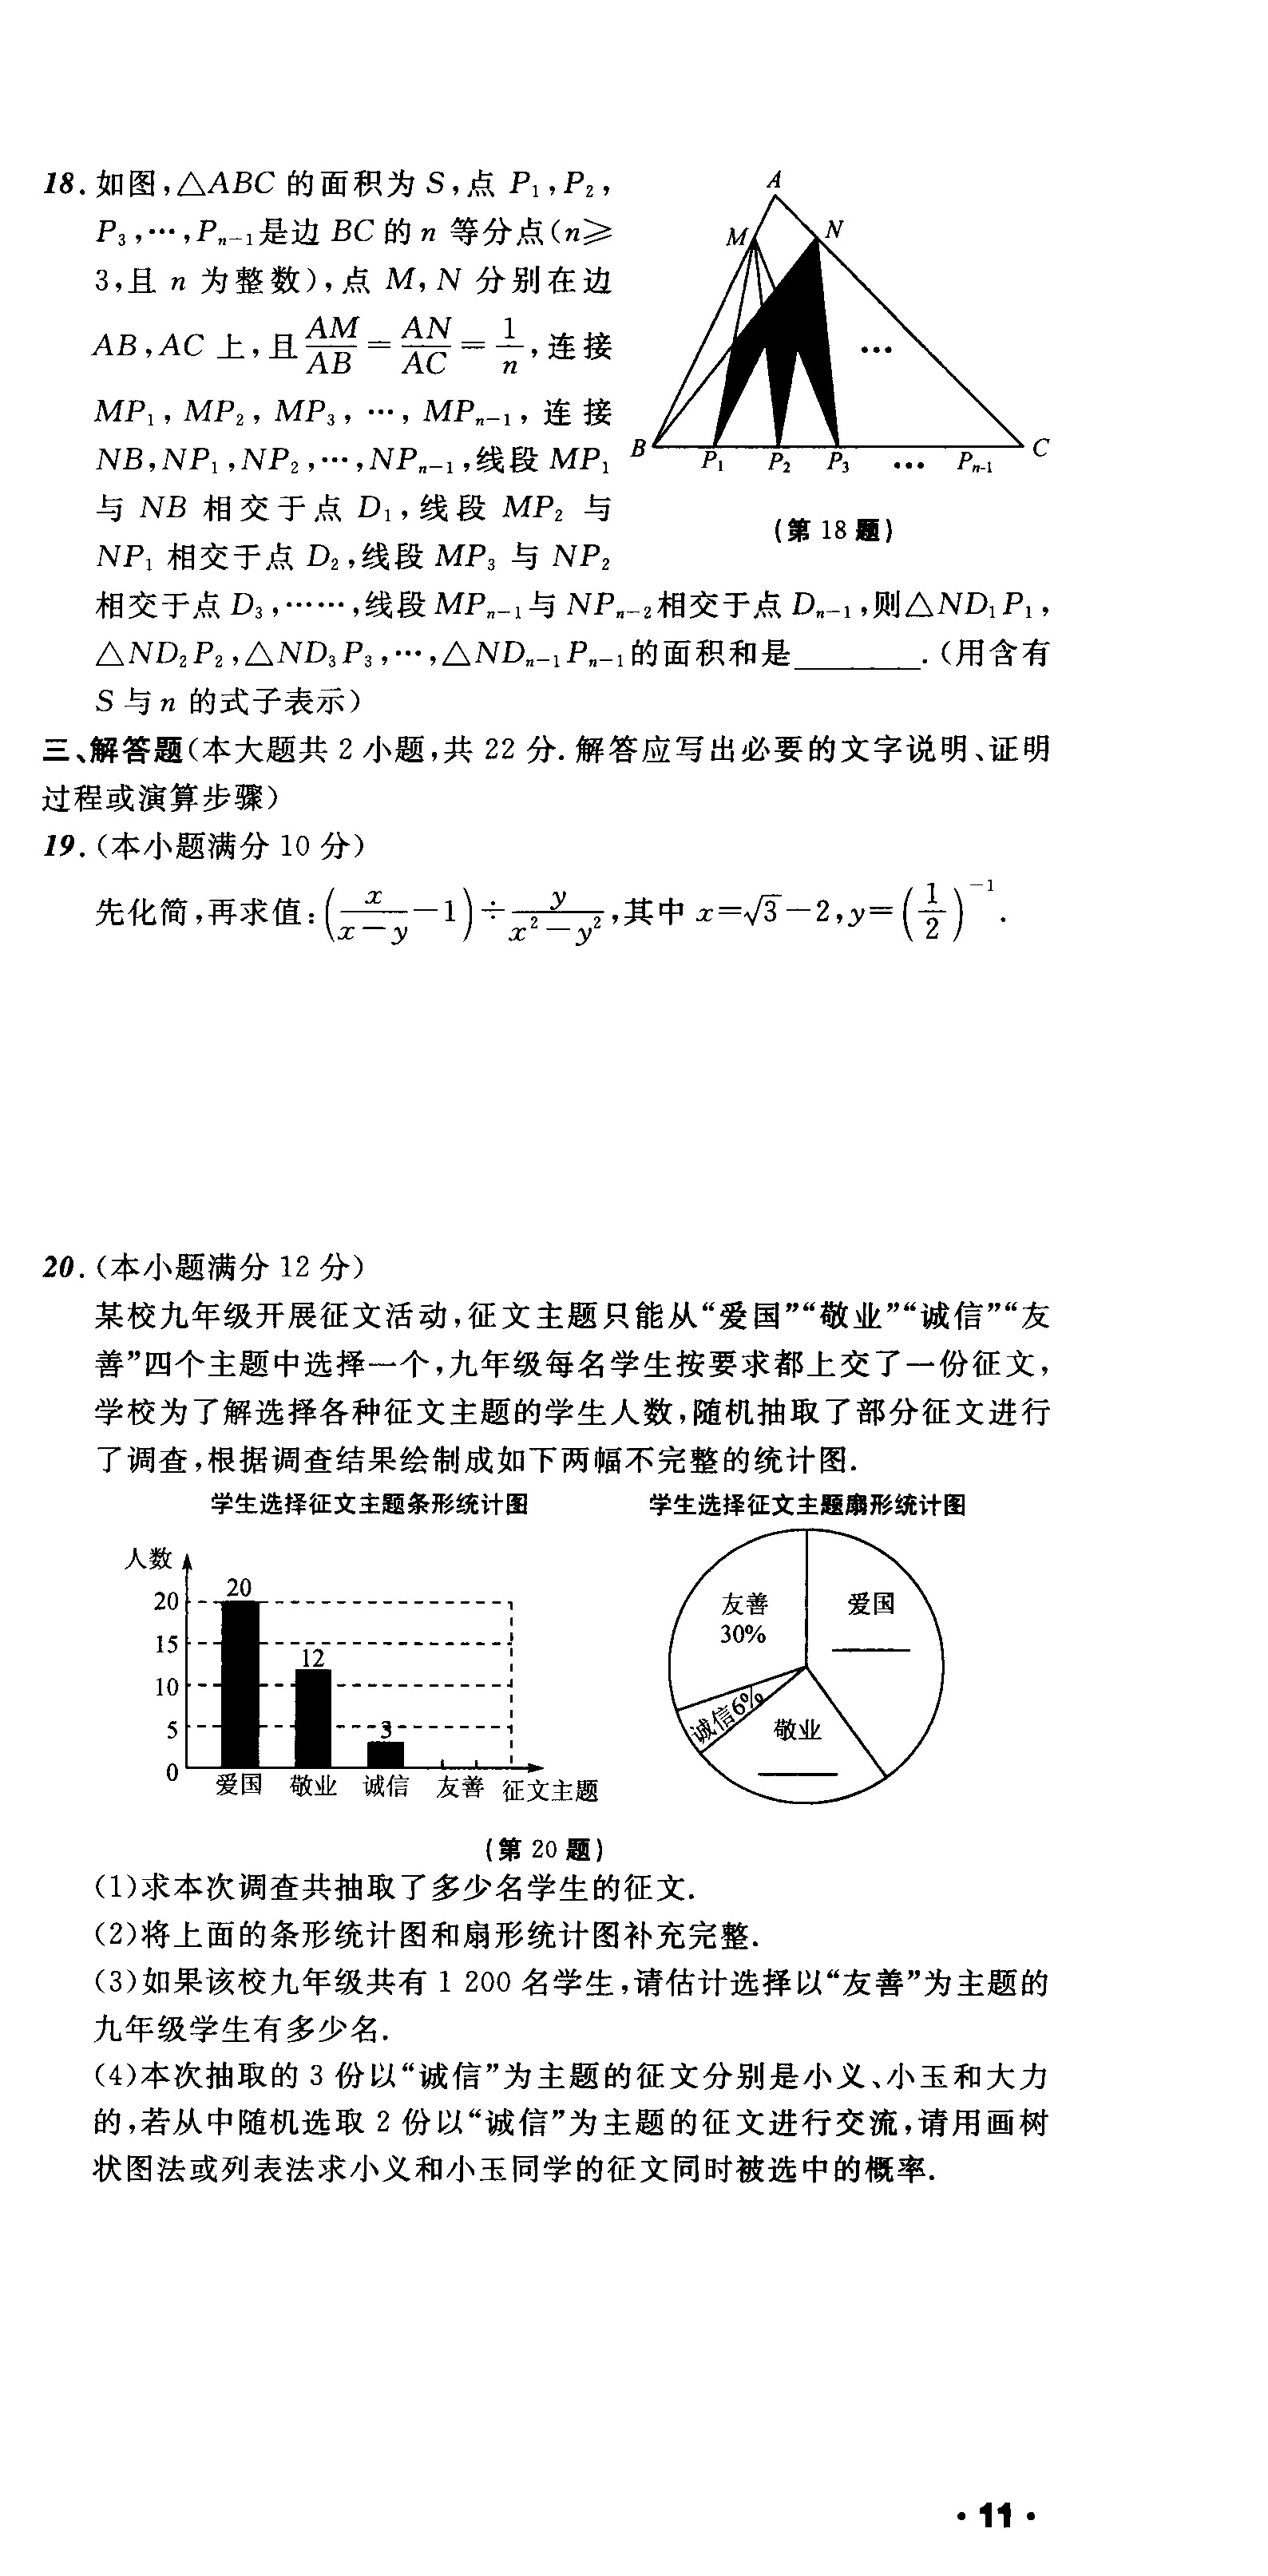 18. 如图,△ABC 的面积为 S,点 P₁,P₂,
P₃,…,Pₙ₋₁是边 BC 的 n 等分点(n≥
3,且 n 为整数),点 M,N 分别在边
AB,AC 上,且AM/AB=AN/AC=1/n,连接
MP₁,MP₂,MP₃,…,MPₙ₋₁,连接
NB,NP₁,NP₂,…,NPₙ₋₁,线段 MP₁
与 NB 相交于点 D₁,线段 MP₂ 与
NP₁ 相交于点 D₂,线段 MP₃ 与 NP₂
相交于点 D₃,……,线段 MPₙ₋₁与 NPₙ₋₂相交于点 Dₙ₋₁,则△ND₁P₁,
△ND₂P₂,△ND₃P₃,…,△NDₙ₋₁Pₙ₋₁的面积和是________.(用含有
S 与 n 的式子表示)
A
M
N
…
B
P₁
P₂
P₃
…
Pₙ₋₁
C
(第 18 题)
三、解答题(本大题共 2 小题,共 22 分.解答应写出必要的文字说明、证明
过程或演算步骤)
19.(本小题满分 10 分)
先化简,再求值:(x/(x-y)-1)÷y/(x²-y²),其中 x=√3-2,y=(1/2)⁻¹.
20.(本小题满分 12 分)
某校九年级开展征文活动,征文主题只能从“爱国”“敬业”“诚信”“友
善”四个主题中选择一个,九年级每名学生按要求都上交了一份征文,
学校为了解选择各种征文主题的学生人数,随机抽取了部分征文进行
了调查,根据调查结果绘制成如下两幅不完整的统计图.
学生选择征文主题条形统计图
人数
20
15
10
5
0
20
12
3
爱国 敬业 诚信 友善 征文主题
学生选择征文主题扇形统计图
友善
30%
爱国
____
诚信6%
敬业
____
(第 20 题)
(1)求本次调查共抽取了多少名学生的征文.
(2)将上面的条形统计图和扇形统计图补充完整.
(3)如果该校九年级共有 1 200 名学生,请估计选择以“友善”为主题的
九年级学生有多少名.
(4)本次抽取的 3 份以“诚信”为主题的征文分别是小义、小玉和大力
的,若从中随机选取 2 份以“诚信”为主题的征文进行交流,请用画树
状图法或列表法求小义和小玉同学的征文同时被选中的概率.
·11·